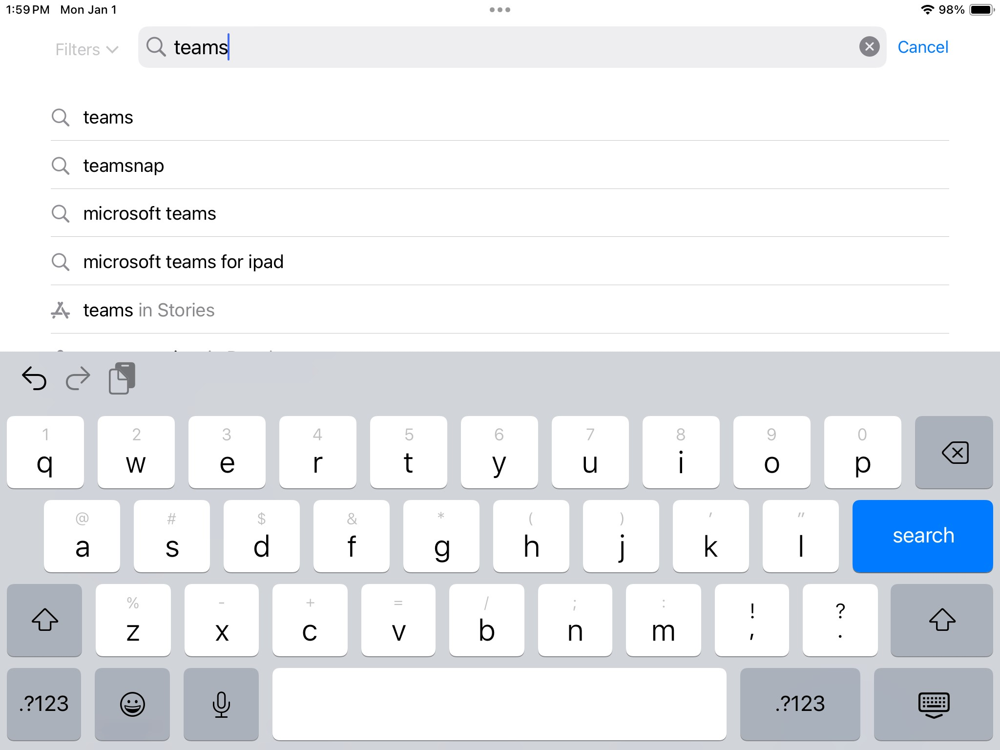 1:59 PM Mon Jan 1
98%
Filters
teams
Cancel
teams
teamsnap
microsoft teams
microsoft teams for ipad
teams in Stories
1 2 3 4 5 6 7 8 9 0
q w e r t y u i o p
@ # $ & * ( ) ' "
a s d f g h j k l
search
% - + = / ; : ! ?
z x c v b n m , .
.?123
.?123